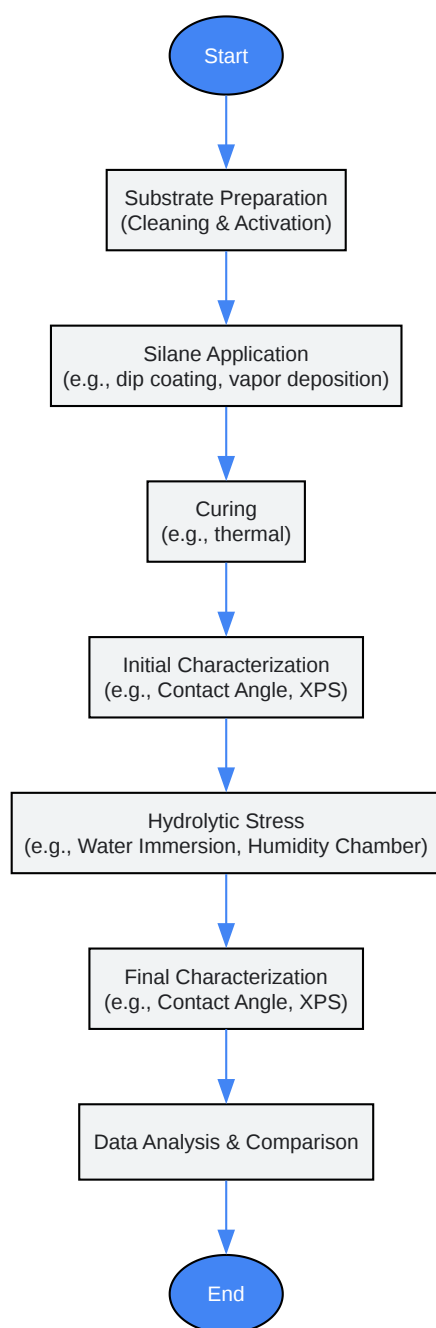 Start
Substrate Preparation
(Cleaning & Activation)
Silane Application
(e.g., dip coating, vapor deposition)
Curing
(e.g., thermal)
Initial Characterization
(e.g., Contact Angle, XPS)
Hydrolytic Stress
(e.g., Water Immersion, Humidity Chamber)
Final Characterization
(e.g., Contact Angle, XPS)
Data Analysis & Comparison
End